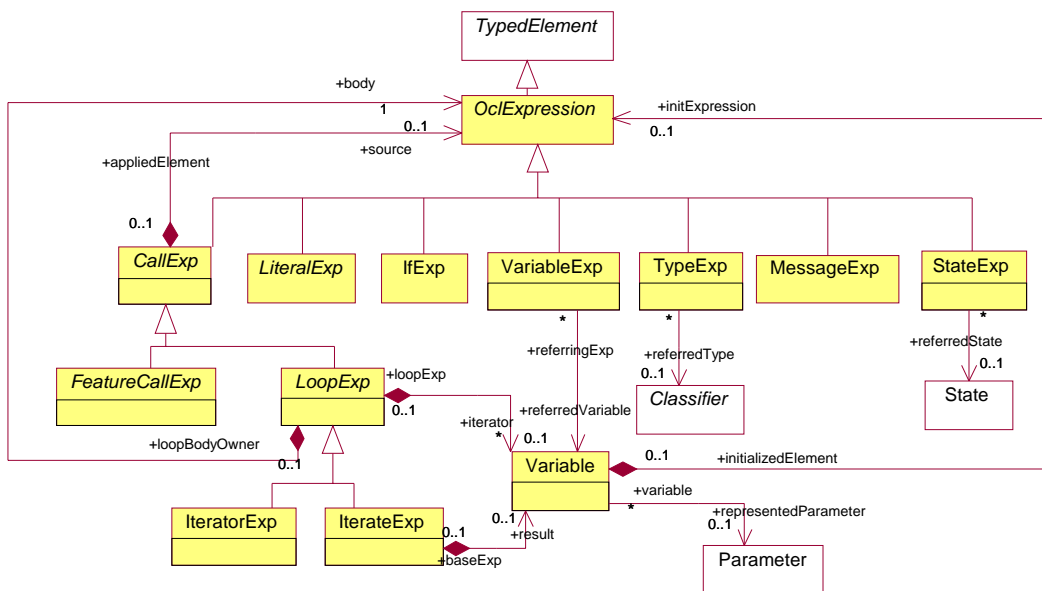 TypedElement
+body
1
OclExpression
+initExpression
0..1
0..1
+source
+appliedElement
0..1
CallExp
LiteralExp
IfExp
VariableExp
TypeExp
MessageExp
StateExp
*
*
*
+referringExp
+referredType
+referredState
0..1
0..1
FeatureCallExp
LoopExp
+loopExp
0..1
Classifier
State
+referredVariable
+iterator
*
0..1
+loopBodyOwner
0..1
Variable
0..1
+initializedElement
+variable
*
+representedParameter
0..1
IteratorExp
IterateExp
0..1
+result
0..1
+baseExp
Parameter